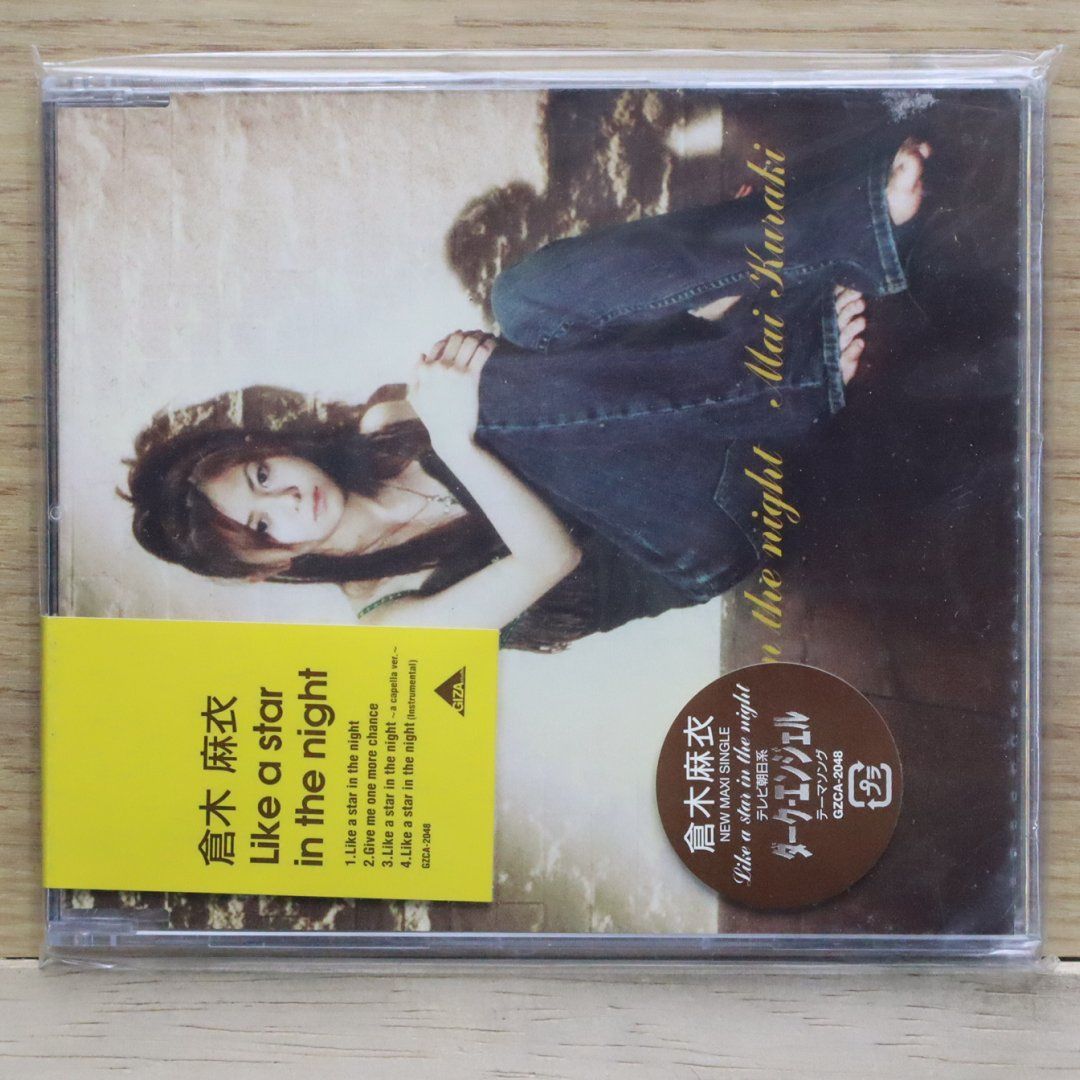 倉木 麻衣
Like a star
in the night
1.Like a star in the night
2.Give me one more chance
3.Like a star in the night ~a capella ver.~
4.Like a star in the night (Instrumental)
GZCA-2048
GIZA
in the night Mai Kuraki
倉木麻衣
NEW MAXI SINGLE
Like a star in the night
テレビ朝日系
ダーク・エンジェル
テーマソング
GZCA-2048
プラ